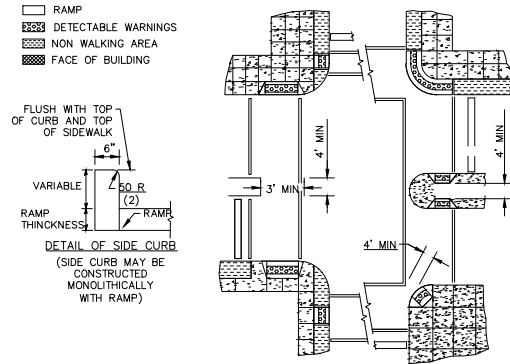 RAMP
DETECTABLE WARNINGS
NON WALKING AREA
FACE OF BUILDING
FLUSH WITH TOP
OF CURB AND TOP
OF SIDEWALK
6"
VARIABLE
50 R
(2)
RAMP
THINCKNESS
RAMP
DETAIL OF SIDE CURB
(SIDE CURB MAY BE
CONSTRUCTED
MONOLITHICALLY
WITH RAMP)
4' MIN
3' MIN
4' MIN
4' MIN